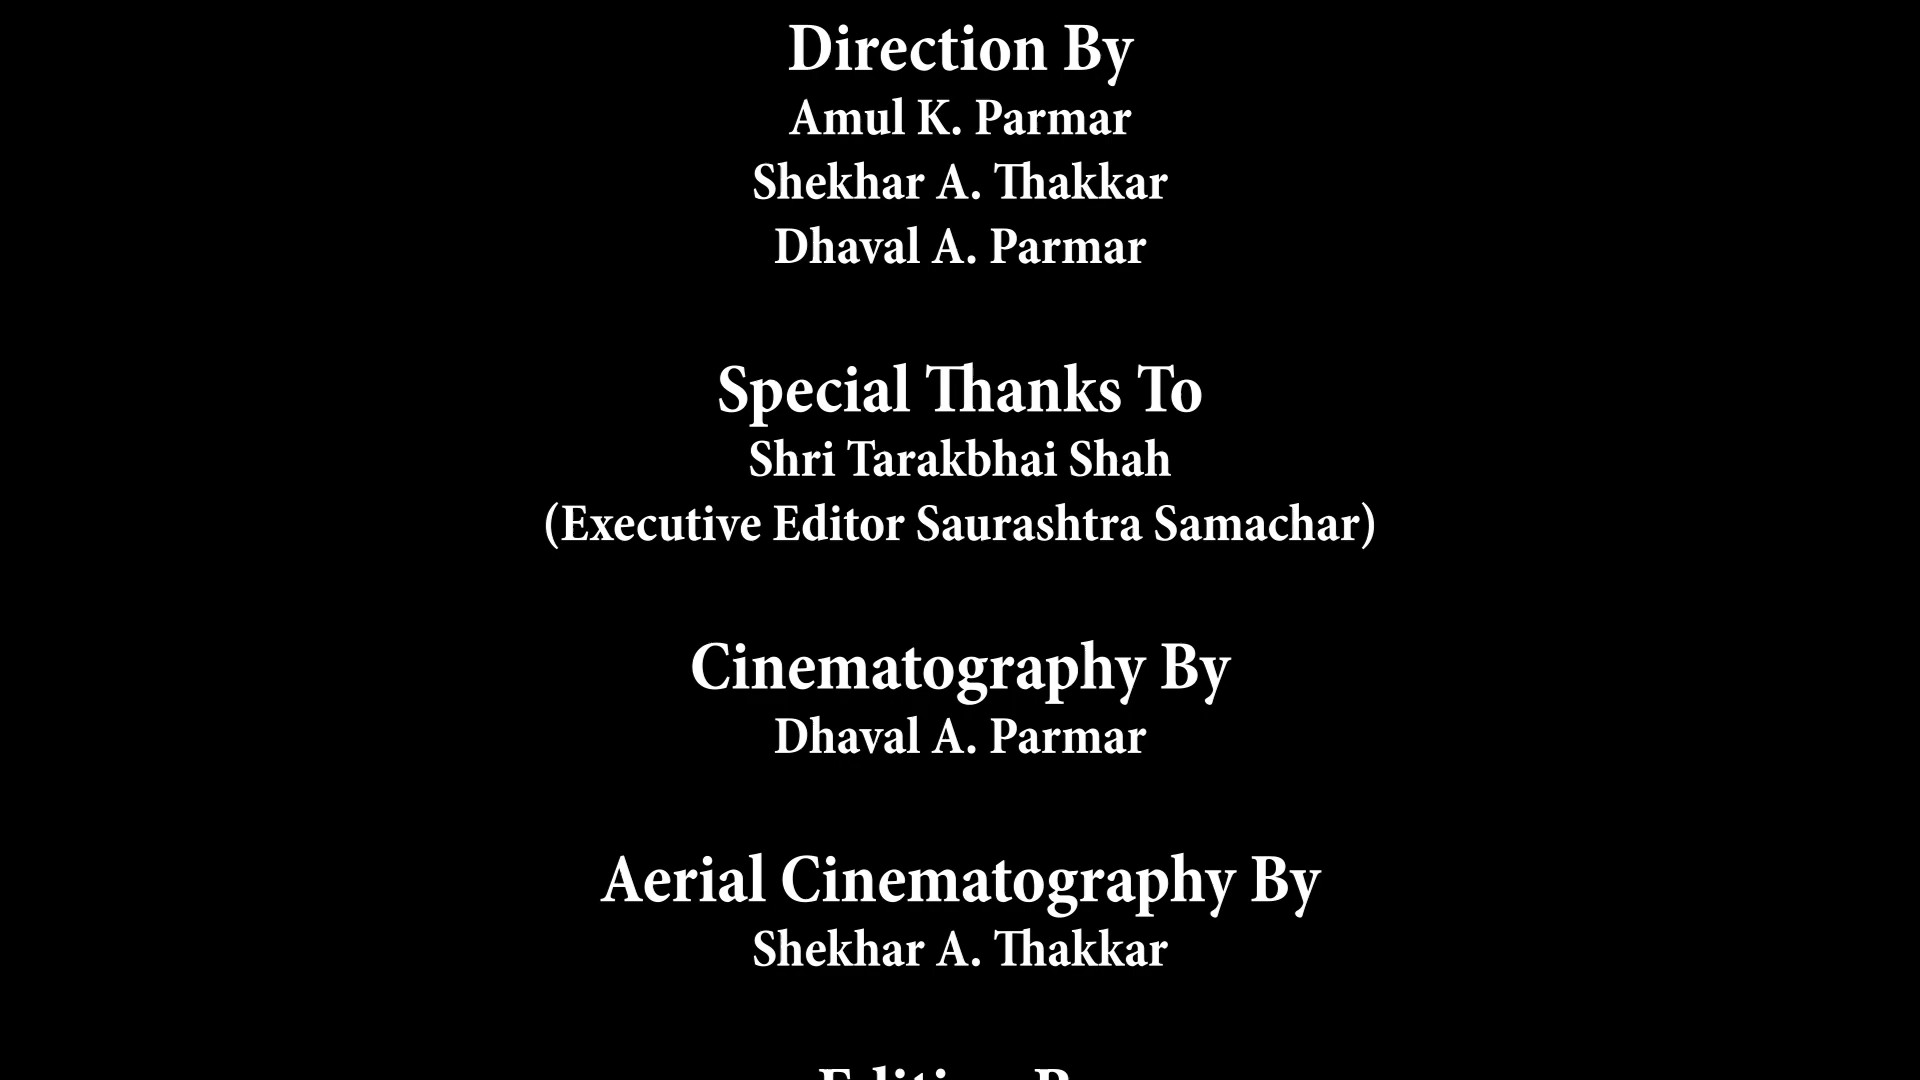 Direction By
Amul K. Parmar
Shekhar A. Thakkar
Dhaval A. Parmar
Special Thanks To
Shri Tarakbhai Shah
(Executive Editor Saurashtra Samachar)
Cinematography By
Dhaval A. Parmar
Aerial Cinematography By
Shekhar A. Thakkar